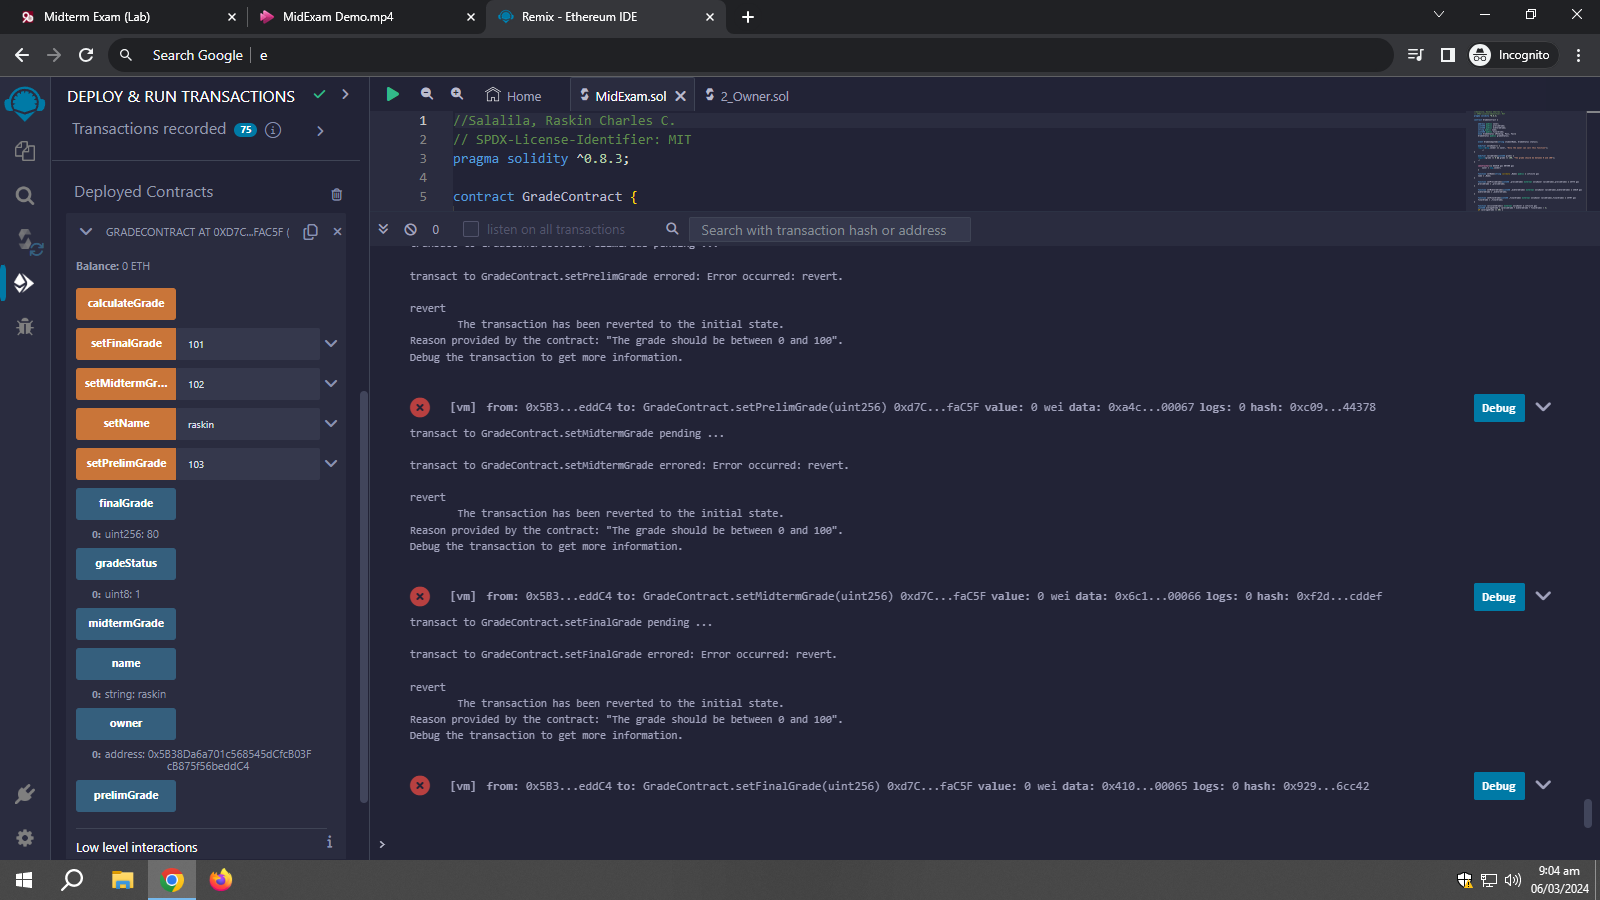 Midterm Exam (Lab)
MidExam Demo.mp4
Remix - Ethereum IDE
Search Google
e
Incognito
DEPLOY & RUN TRANSACTIONS
Transactions recorded 75
Deployed Contracts
GRADECONTRACT AT 0XD7C...FAC5F (
Balance: 0 ETH
calculateGrade
setFinalGrade 101
setMidtermGr... 102
setName raskin
setPrelimGrade 103
finalGrade
0: uint256: 80
gradeStatus
0: uint8: 1
midtermGrade
name
0: string: raskin
owner
0: address: 0x5B38Da6a701c568545dCfcB03F
cB875f56beddC4
prelimGrade
Low level interactions
Home
MidExam.sol
2_Owner.sol
1 //Salalila, Raskin Charles C.
2 // SPDX-License-Identifier: MIT
3 pragma solidity ^0.8.3;
4
5 contract GradeContract {
0
listen on all transactions
Search with transaction hash or address
transact to GradeContract.setPrelimGrade pending ...
transact to GradeContract.setPrelimGrade errored: Error occurred: revert.
revert
The transaction has been reverted to the initial state.
Reason provided by the contract: "The grade should be between 0 and 100".
Debug the transaction to get more information.
[vm] from: 0x5B3...eddC4 to: GradeContract.setPrelimGrade(uint256) 0xd7C...faC5F value: 0 wei data: 0xa4c...00067 logs: 0 hash: 0xc09...44378
Debug
transact to GradeContract.setMidtermGrade pending ...
transact to GradeContract.setMidtermGrade errored: Error occurred: revert.
revert
The transaction has been reverted to the initial state.
Reason provided by the contract: "The grade should be between 0 and 100".
Debug the transaction to get more information.
[vm] from: 0x5B3...eddC4 to: GradeContract.setMidtermGrade(uint256) 0xd7C...faC5F value: 0 wei data: 0x6c1...00066 logs: 0 hash: 0xf2d...cddef
Debug
transact to GradeContract.setFinalGrade pending ...
transact to GradeContract.setFinalGrade errored: Error occurred: revert.
revert
The transaction has been reverted to the initial state.
Reason provided by the contract: "The grade should be between 0 and 100".
Debug the transaction to get more information.
[vm] from: 0x5B3...eddC4 to: GradeContract.setFinalGrade(uint256) 0xd7C...faC5F value: 0 wei data: 0x410...00065 logs: 0 hash: 0x929...6cc42
Debug
>
9:04 am
06/03/2024